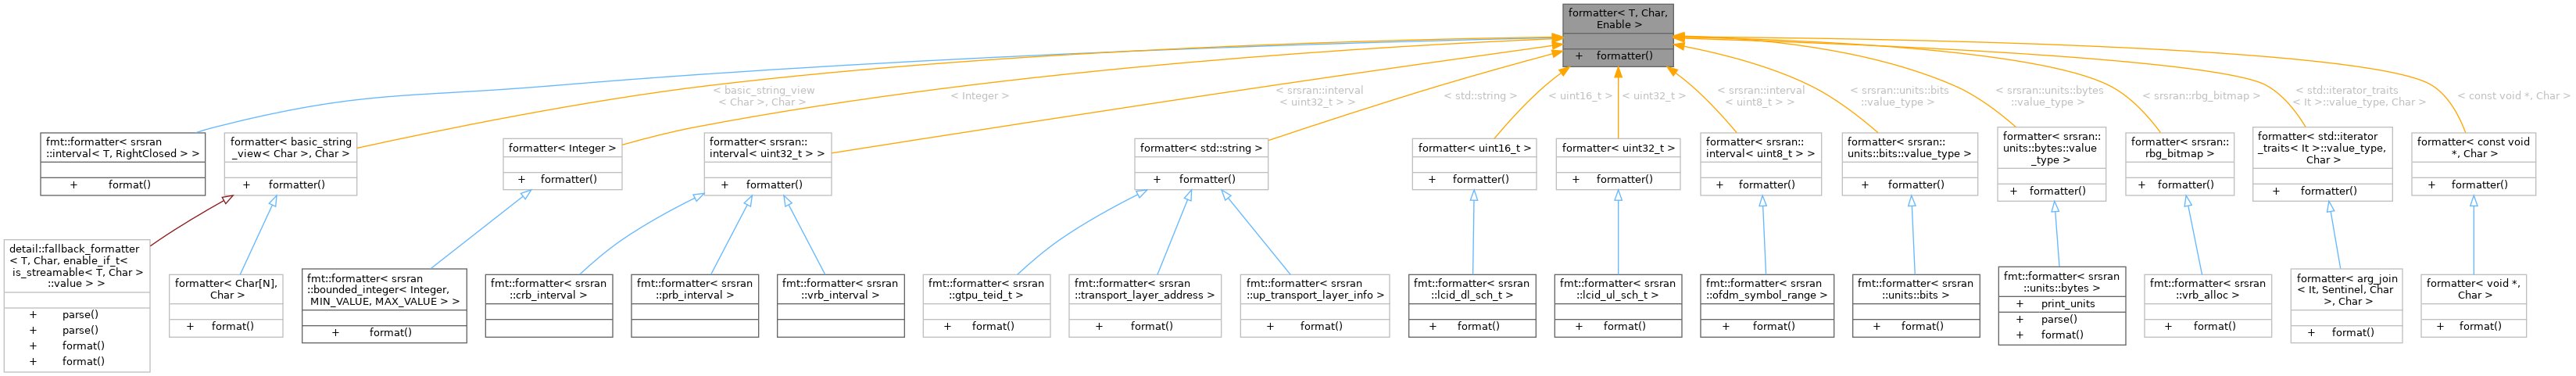 formatter< T, Char,
Enable >
+ formatter()
< basic_string_view
< Char >, Char >
< Integer >
< srsran::interval
< uint32_t > >
< std::string >
< uint16_t >
< uint32_t >
< srsran::interval
< uint8_t > >
< srsran::units::bits
::value_type >
< srsran::units::bytes
::value_type >
< srsran::rbg_bitmap >
< std::iterator_traits
< It >::value_type, Char >
< const void *, Char >
fmt::formatter< srsran
::interval< T, RightClosed > >
+ format()
formatter< basic_string
_view< Char >, Char >
+ formatter()
formatter< Integer >
+ formatter()
formatter< srsran::
interval< uint32_t > >
+ formatter()
formatter< std::string >
+ formatter()
formatter< uint16_t >
+ formatter()
formatter< uint32_t >
+ formatter()
formatter< srsran::
interval< uint8_t > >
+ formatter()
formatter< srsran::
units::bits::value_type >
+ formatter()
formatter< srsran::
units::bytes::value
_type >
+ formatter()
formatter< srsran::
rbg_bitmap >
+ formatter()
formatter< std::iterator
_traits< It >::value_type,
Char >
+ formatter()
formatter< const void
*, Char >
+ formatter()
detail::fallback_formatter
< T, Char, enable_if_t<
is_streamable< T, Char >
::value > >
+ parse()
+ parse()
+ format()
+ format()
formatter< Char[N],
Char >
+ format()
fmt::formatter< srsran
::bounded_integer< Integer,
MIN_VALUE, MAX_VALUE > >
+ format()
fmt::formatter< srsran
::crb_interval >
fmt::formatter< srsran
::prb_interval >
fmt::formatter< srsran
::vrb_interval >
fmt::formatter< srsran
::gtpu_teid_t >
+ format()
fmt::formatter< srsran
::transport_layer_address >
+ format()
fmt::formatter< srsran
::up_transport_layer_info >
+ format()
fmt::formatter< srsran
::lcid_dl_sch_t >
+ format()
fmt::formatter< srsran
::lcid_ul_sch_t >
+ format()
fmt::formatter< srsran
::ofdm_symbol_range >
+ format()
fmt::formatter< srsran
::units::bits >
+ format()
fmt::formatter< srsran
::units::bytes >
+ print_units
+ parse()
+ format()
fmt::formatter< srsran
::vrb_alloc >
+ format()
formatter< arg_join
< It, Sentinel, Char
>, Char >
+ format()
formatter< void *,
Char >
+ format()